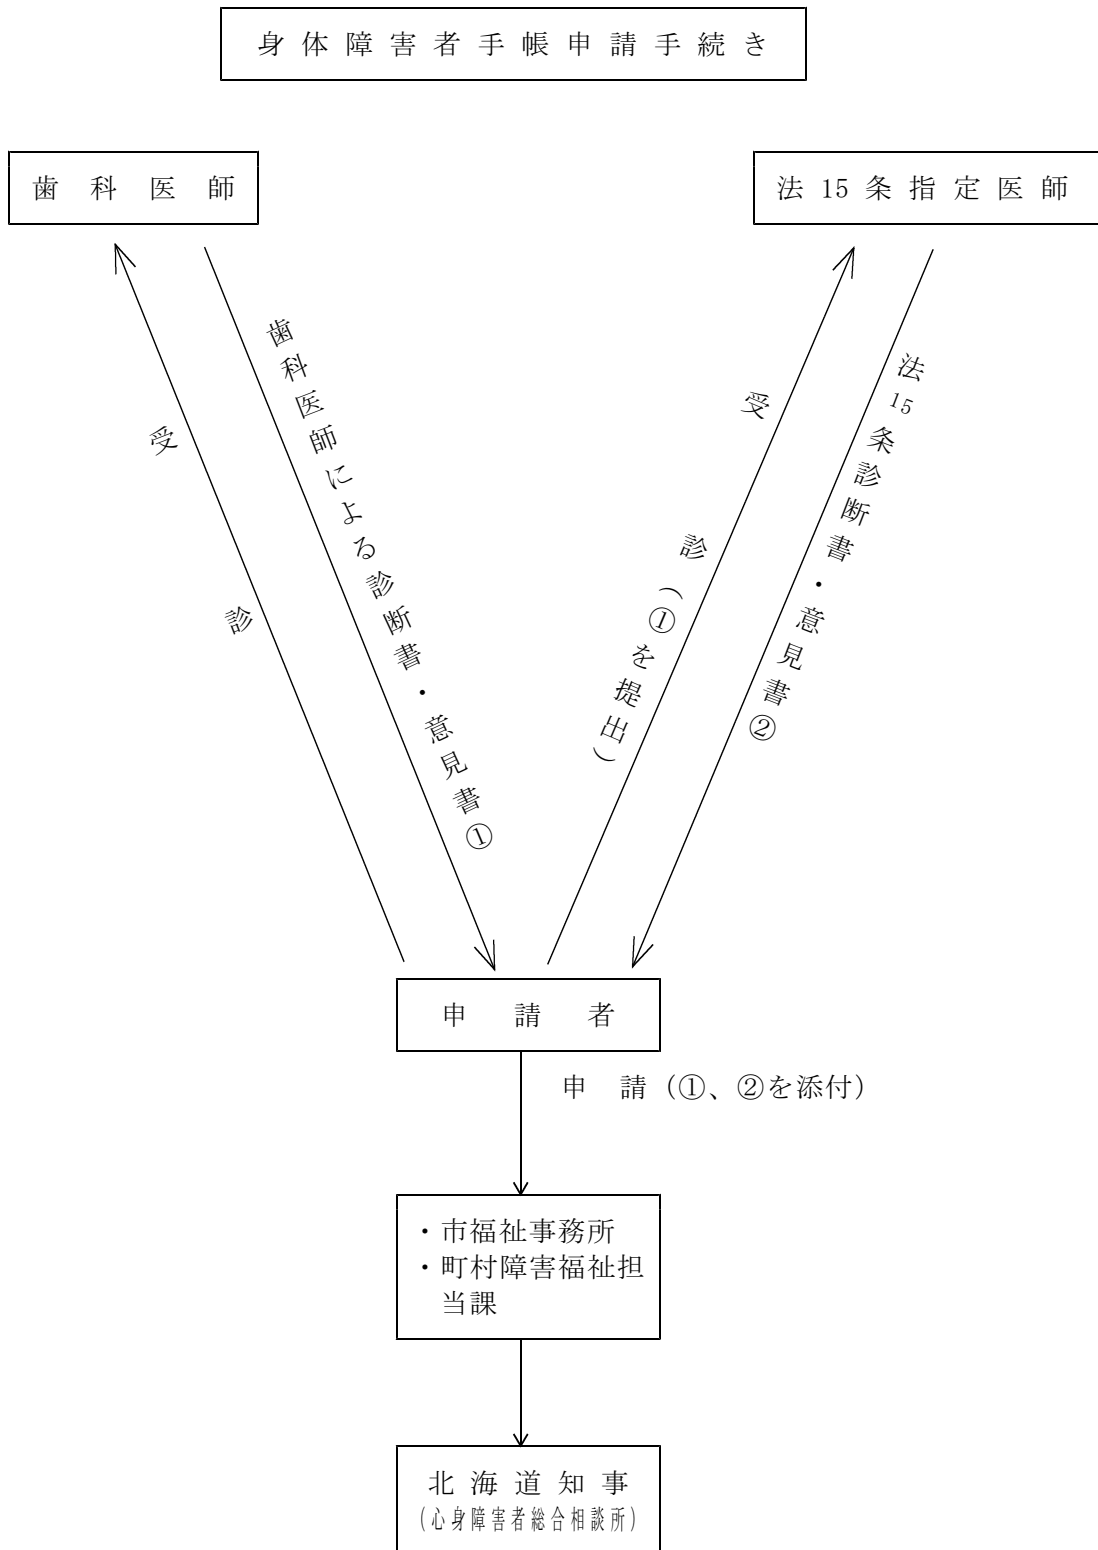 身体障害者手帳申請手続き
歯科医師
法15条指定医師
受診
歯科医師による診断書・意見書①
受診（①を提出）
法15条診断書・意見書②
申請者
申　請（①、②を添付）
・市福祉事務所
・町村障害福祉担
当課
北海道知事
（心身障害者総合相談所）